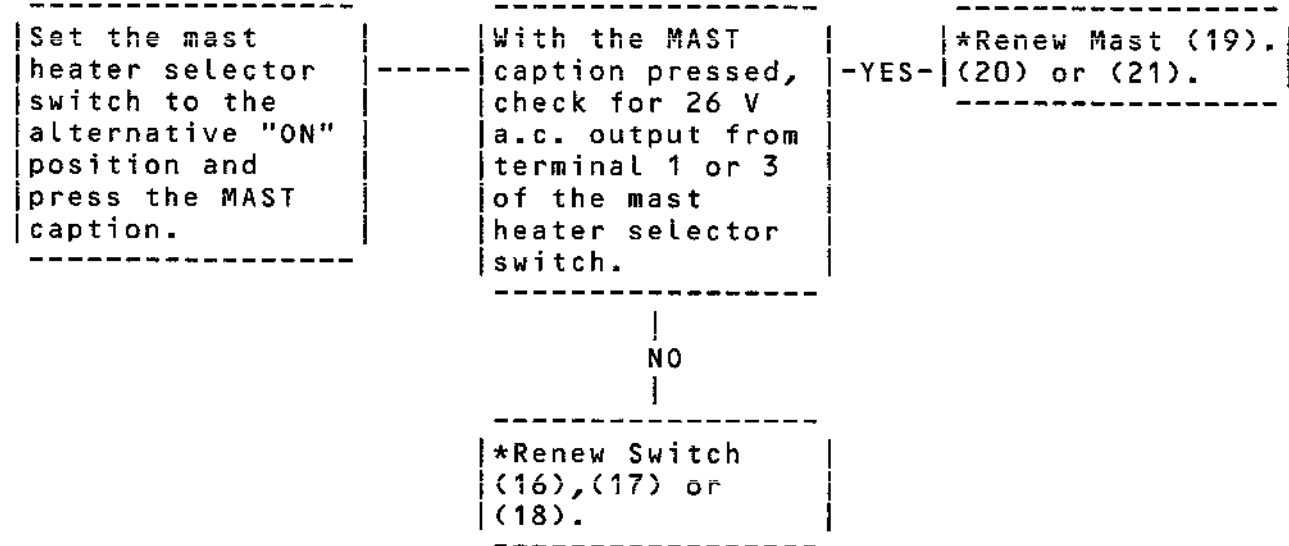 Set the mast
heater selector
switch to the
alternative "ON"
position and
press the MAST
caption.
With the MAST
caption pressed,
check for 26 V
a.c. output from
terminal 1 or 3
of the mast
heater selector
switch.
-YES-
*Renew Mast (19).
(20) or (21).
NO
*Renew Switch
(16),(17) or
(18).